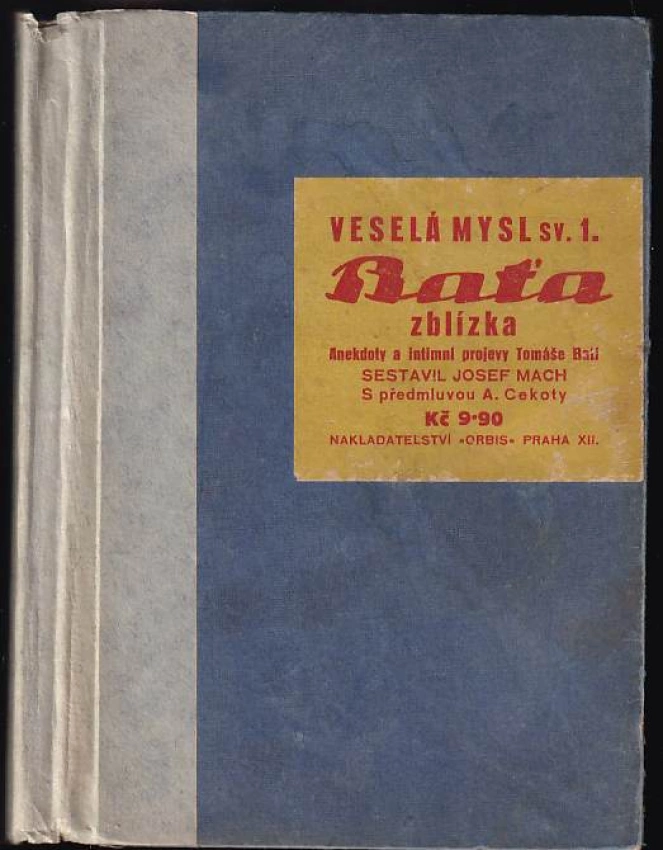 VESELÁ MYSL sv. 1.
Baťa
zblízka
Anekdoty a intimní projevy Tomáše Bati
SESTAVIL JOSEF MACH
S předmluvou A. Cekoty
Kč 9·90
NAKLADATELSTVÍ »ORBIS« PRAHA XII.